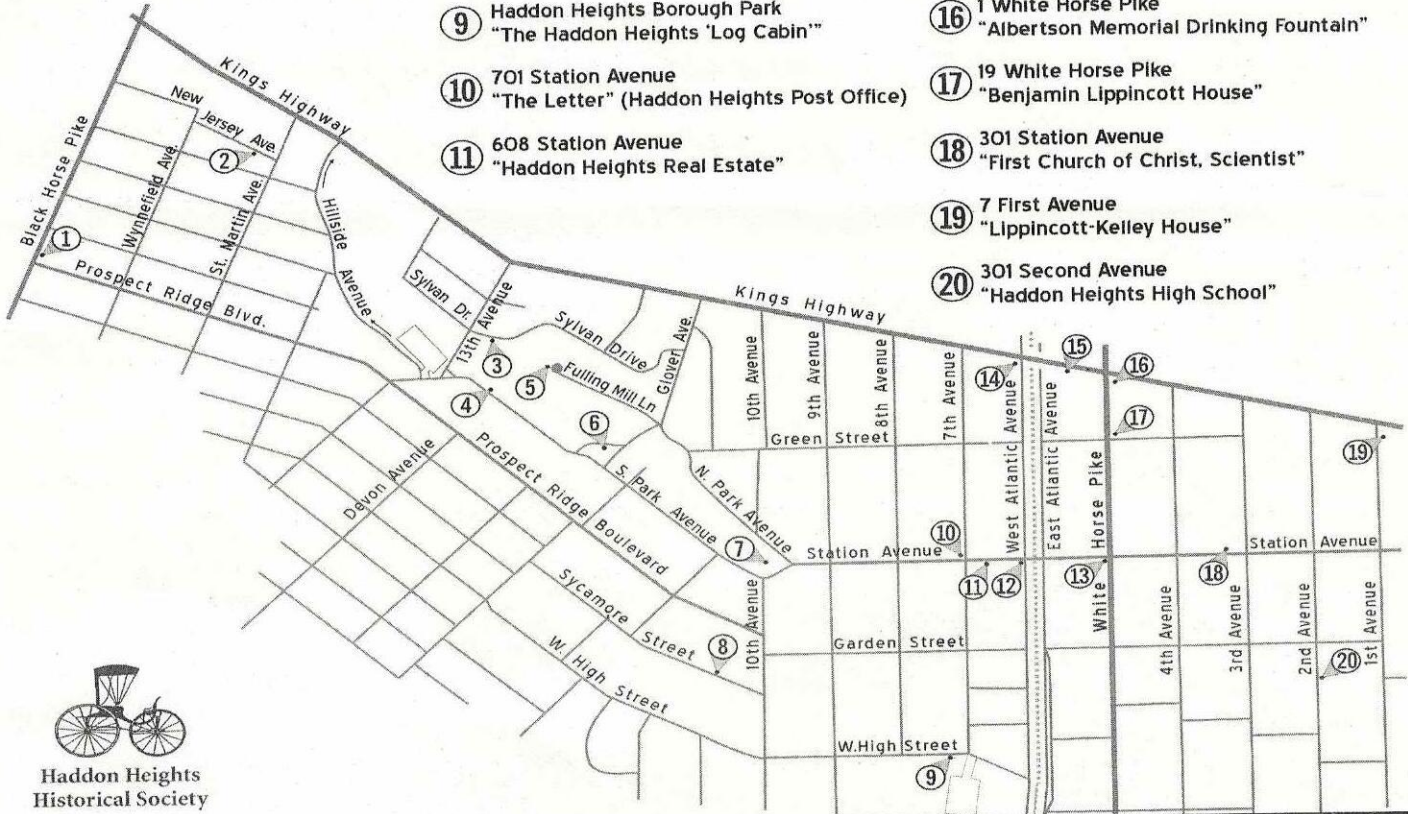 9 Haddon Heights Borough Park
"The Haddon Heights 'Log Cabin'"
10 701 Station Avenue
"The Letter" (Haddon Heights Post Office)
11 608 Station Avenue
"Haddon Heights Real Estate"
16 1 White Horse Pike
"Albertson Memorial Drinking Fountain"
17 19 White Horse Pike
"Benjamin Lippincott House"
18 301 Station Avenue
"First Church of Christ, Scientist"
19 7 First Avenue
"Lippincott-Kelley House"
20 301 Second Avenue
"Haddon Heights High School"
Kings Highway
New
Jersey Ave.
2
Black Horse Pike
Wynnefield Ave.
St. Martin Ave.
Hillside
Avenue
1
Prospect Ridge Blvd.
Sylvan Dr.
13th Avenue
Sylvan Drive
Glover Ave.
Kings Highway
3
5
Fulling Mill Ln
4
6
10th Avenue
9th Avenue
8th Avenue
7th Avenue
14
West Atlantic Avenue
East Atlantic Avenue
15
16
17
White Horse Pike
Green Street
19
Devon Avenue
Prospect Ridge Boulevard
S. Park Avenue
N. Park Avenue
7
Station Avenue
10
11
12
13
18
Station Avenue
Sycamore
Street
8
10th Avenue
Garden Street
4th Avenue
3rd Avenue
2nd Avenue
20
1st Avenue
W. High Street
W.High Street
9
Haddon Heights
Historical Society